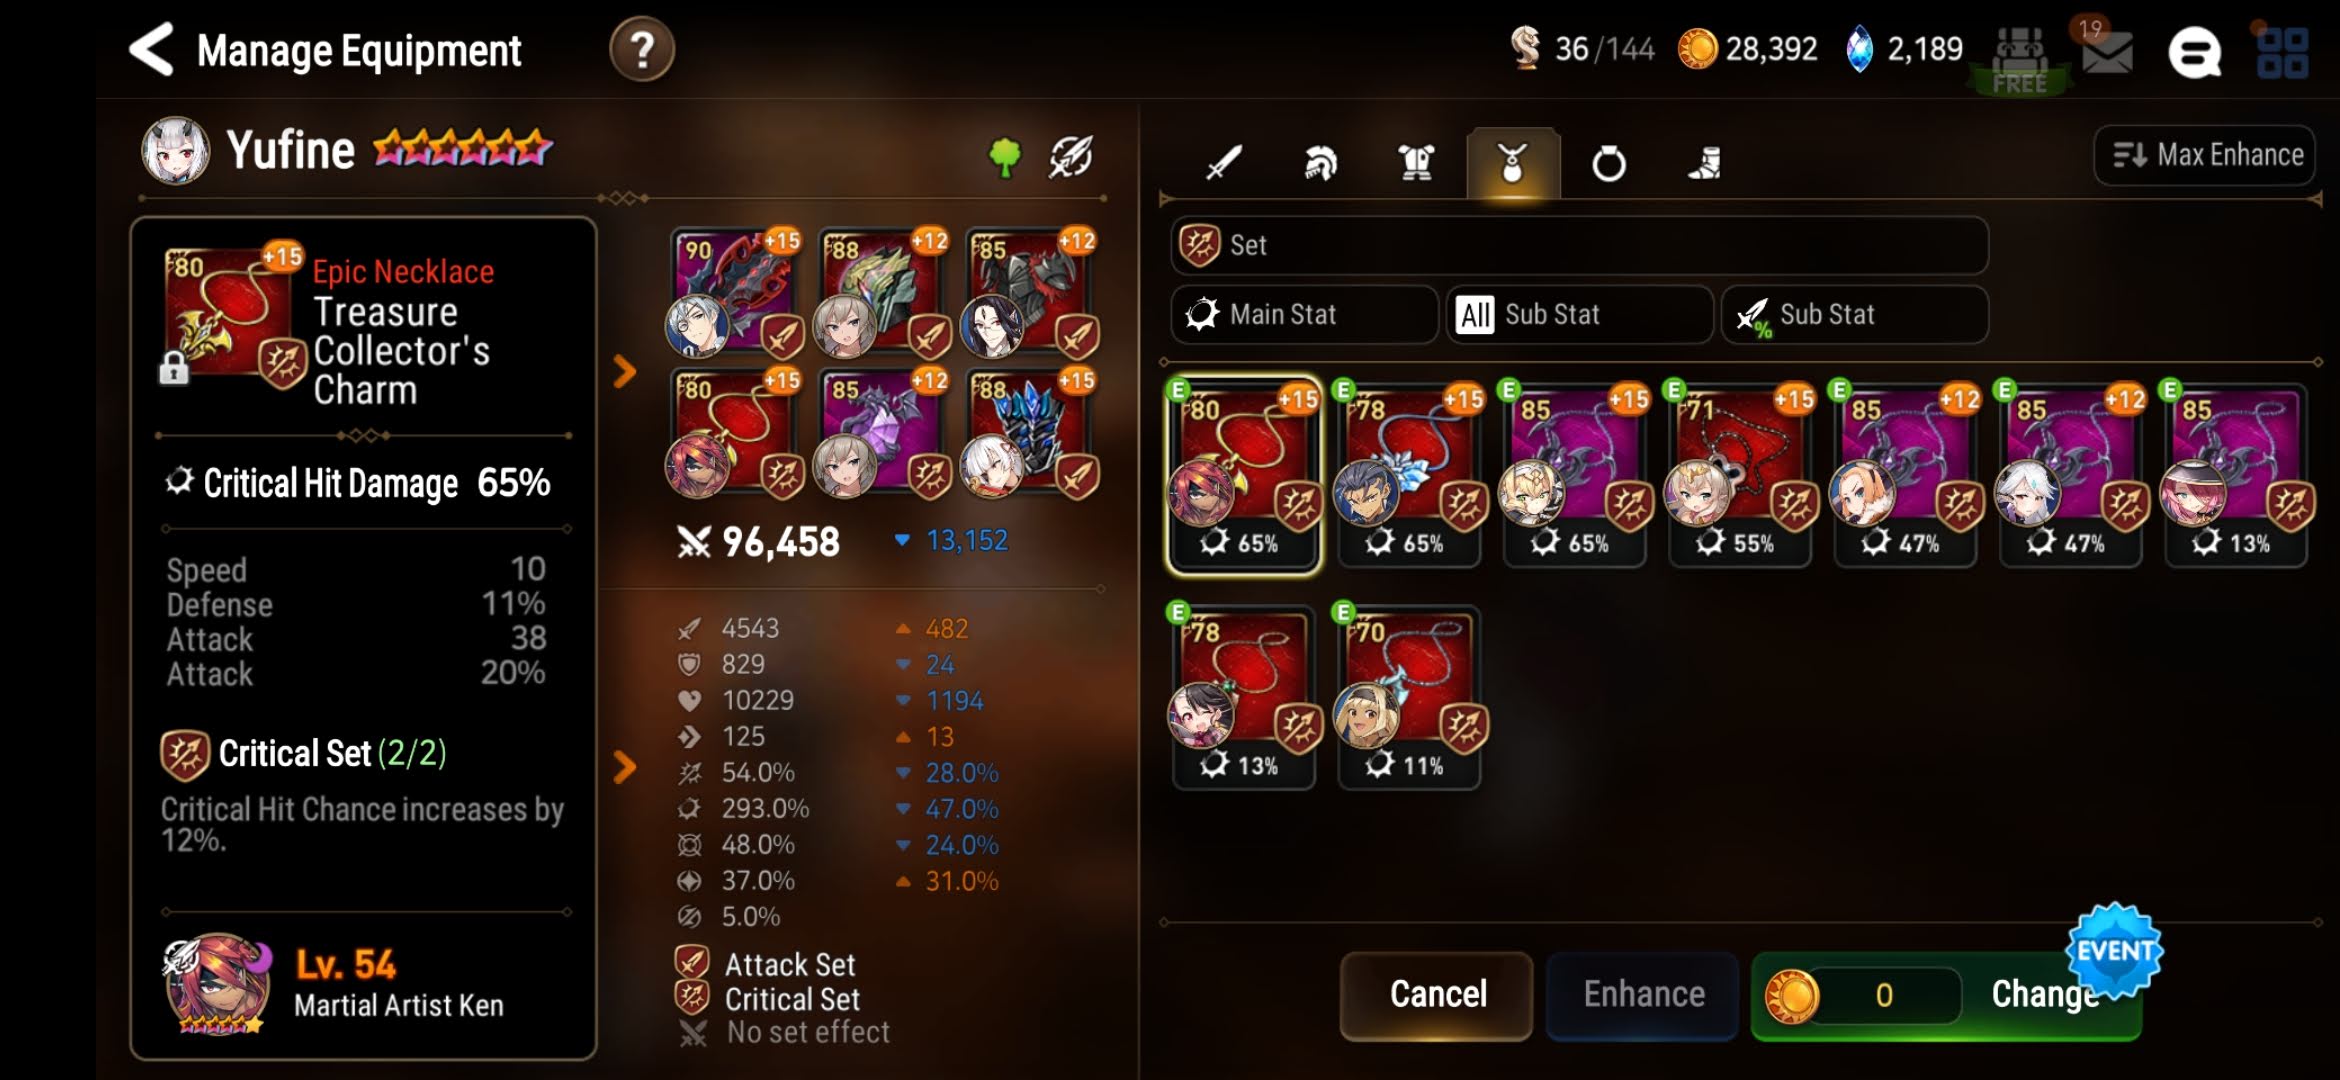 Manage Equipment
?
36/144
28,392
2,189
FREE
19
Yufine
Max Enhance
80
+15
Epic Necklace
Treasure
Collector's
Charm
Critical Hit Damage 65%
Speed 10
Defense 11%
Attack 38
Attack 20%
Critical Set (2/2)
Critical Hit Chance increases by
12%.
Lv. 54
Martial Artist Ken
90 +15
88 +12
85 +12
80 +15
85 +12
88 +15
96,458 13,152
4543 482
829 24
10229 1194
125 13
54.0% 28.0%
293.0% 47.0%
48.0% 24.0%
37.0% 31.0%
5.0%
Attack Set
Critical Set
No set effect
Set
Main Stat
All Sub Stat
% Sub Stat
E 80 +15 65%
E 78 +15 65%
E 85 +15 65%
E 71 +15 55%
E 85 +12 47%
E 85 +12 47%
E 85 13%
E 78 13%
E 70 11%
Cancel
Enhance
0 Change
EVENT